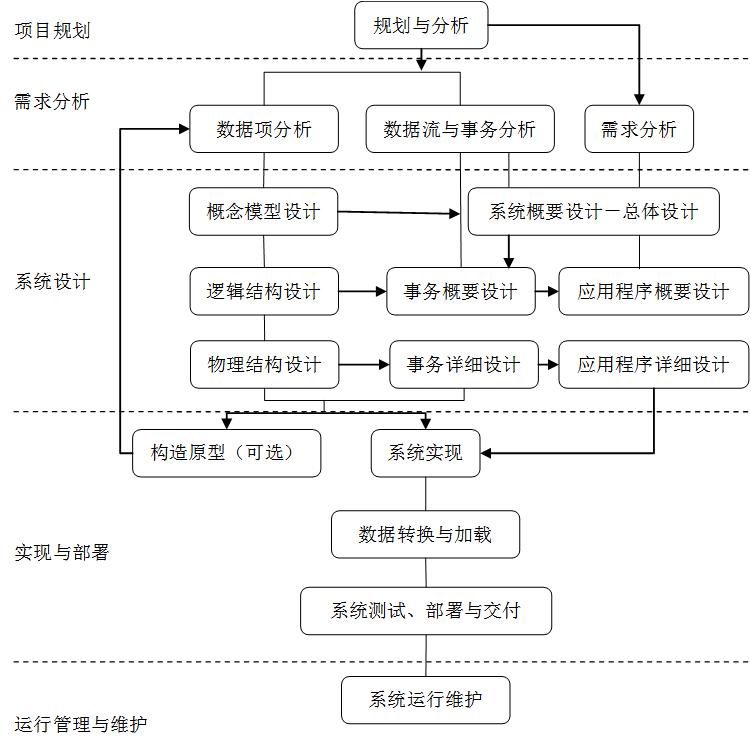 项目规划
规划与分析
需求分析
数据项分析
数据流与事务分析
需求分析
概念模型设计
系统概要设计－总体设计
系统设计
逻辑结构设计
事务概要设计
应用程序概要设计
物理结构设计
事务详细设计
应用程序详细设计
构造原型（可选）
系统实现
数据转换与加载
实现与部署
系统测试、部署与交付
系统运行维护
运行管理与维护